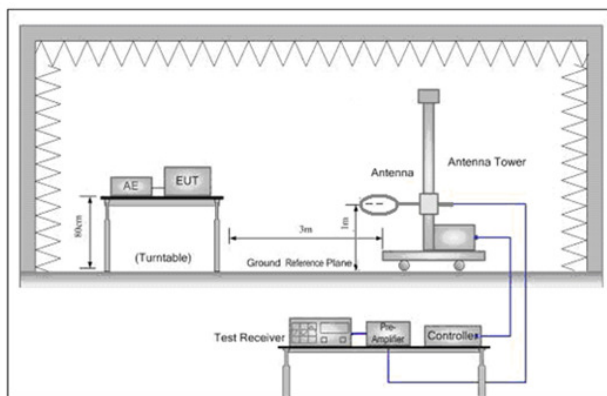 Antenna
Antenna Tower
AE
EUT
80cm
(Turntable)
3m
1m
Ground Reference Plane
Test Receiver
Pre-
Amplifier
Controller